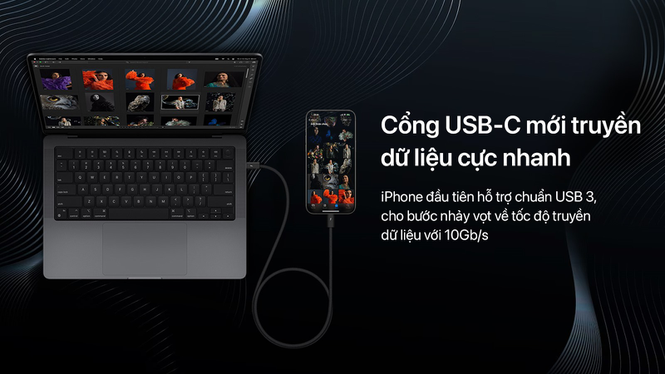 Cổng USB-C mới truyền
dữ liệu cực nhanh
iPhone đầu tiên hỗ trợ chuẩn USB 3,
cho bước nhảy vọt về tốc độ truyền
dữ liệu với 10Gb/s